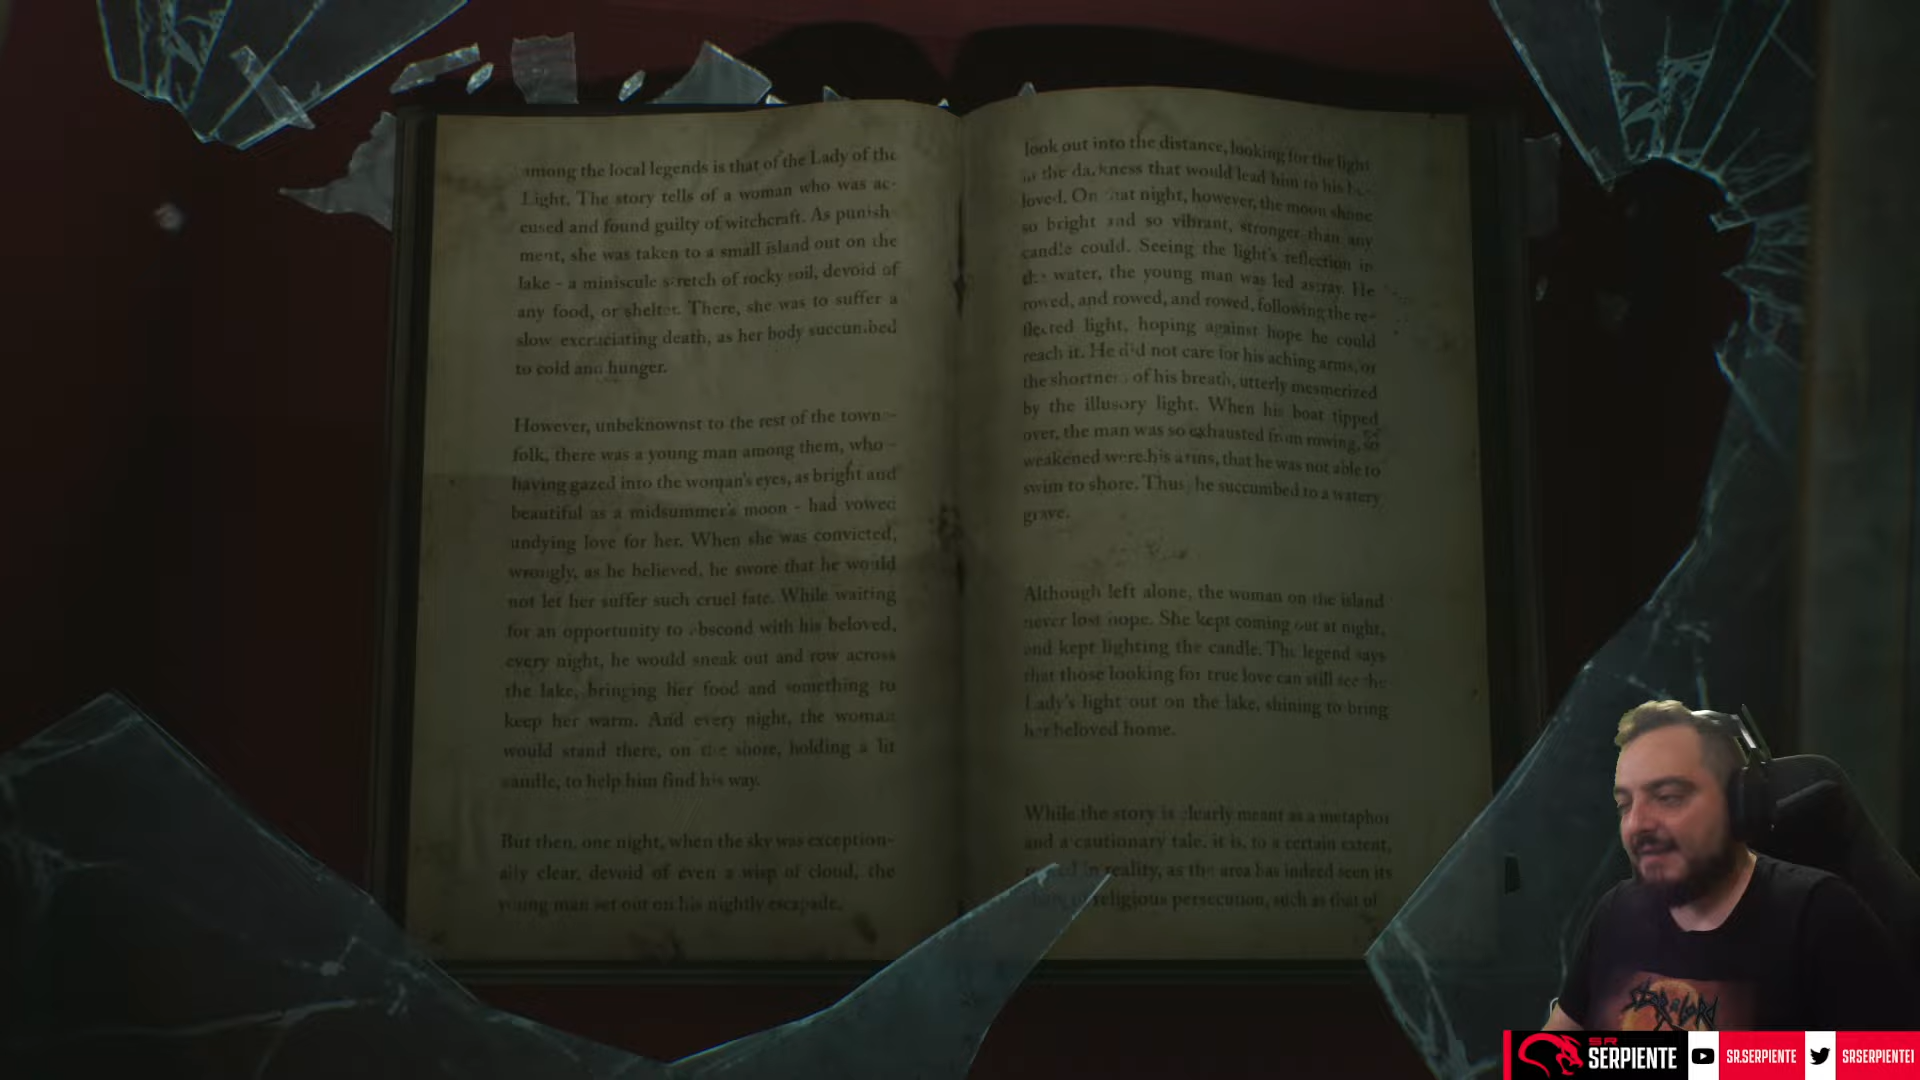 among the local legends is that of the Lady of the
Light. The story tells of a woman who was ac-
cused and found guilty of witchcraft. As punish
ment, she was taken to a small island out on the
lake - a miniscule stretch of rocky soil, devoid of
any food, or shelter. There, she was to suffer a
slow excruciating death, as her body succumbed
to cold and hunger.
However, unbeknownst to the rest of the town-
folk, there was a young man among them, who -
having gazed into the woman's eyes, as bright and
beautiful as a midsummer's moon - had vowed
undying love for her. When she was convicted,
wrongly, as he believed, he swore that he would
not let her suffer such cruel fate. While waiting
for an opportunity to abscond with his beloved,
every night, he would sneak out and row across
the lake, bringing her food and something to
keep her warm. And every night, the woman
would stand there, on the shore, holding a lit
candle, to help him find his way.
But then, one night, when the sky was exception-
ally clear, devoid of even a wisp of cloud, the
young man set out on his nightly escapade.
look out into the distance, looking for the light
in the darkness that would lead him to his be-
loved. On that night, however, the moon shone
so bright and so vibrant, stronger than any
candle could. Seeing the light's reflection in
the water, the young man was led astray. He
rowed, and rowed, and rowed, following the re-
flected light, hoping against hope he could
reach it. He did not care for his aching arms, or
the shortness of his breath, utterly mesmerized
by the illusory light. When his boat tipped
over, the man was so exhausted from rowing, so
weakened were his arms, that he was not able to
swim to shore. Thus, he succumbed to a watery
grave.
Although left alone, the woman on the island
never lost hope. She kept coming out at night,
and kept lighting the candle. The legend says
that those looking for true love can still see the
Lady's light out on the lake, shining to bring
her beloved home.
While the story is clearly meant as a metaphor
and a cautionary tale, it is, to a certain extent,
rooted in reality, as the area has indeed seen its
share of religious persecution, such as that of
SR
SERPIENTE
SR.SERPIENTE
SRSERPIENTE1